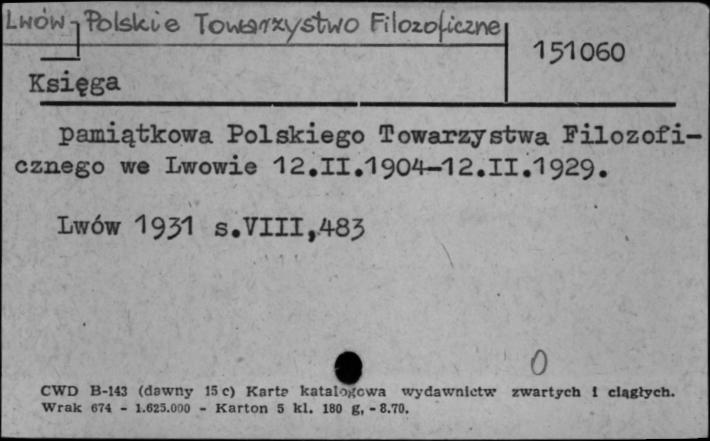 Lwów-Polskie Towarzystwo Filozoficzne
151060
Księga
pamiątkowa Polskiego Towarzystwa Filozofi-
cznego we Lwowie 12.II.1904-12.II.1929.
Lwów 1931 s.VIII,483
0
CWD B-143 (dawny 15 c) Karta katalogowa wydawnictw zwartych i ciągłych.
Wrak 674 - 1.625.000 - Karton 5 kl. 180 g, - 8.70.